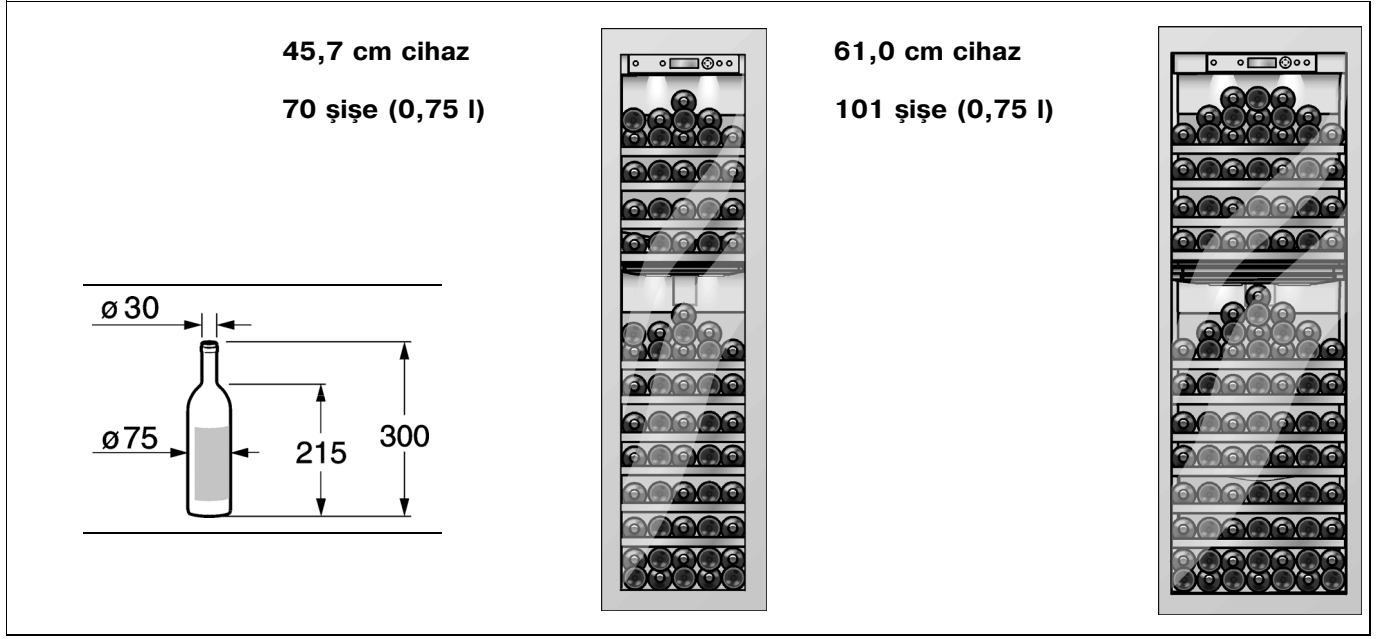 45,7 cm cihaz
70 şişe (0,75 l)
61,0 cm cihaz
101 şişe (0,75 l)
ø 30
ø 75
215
300